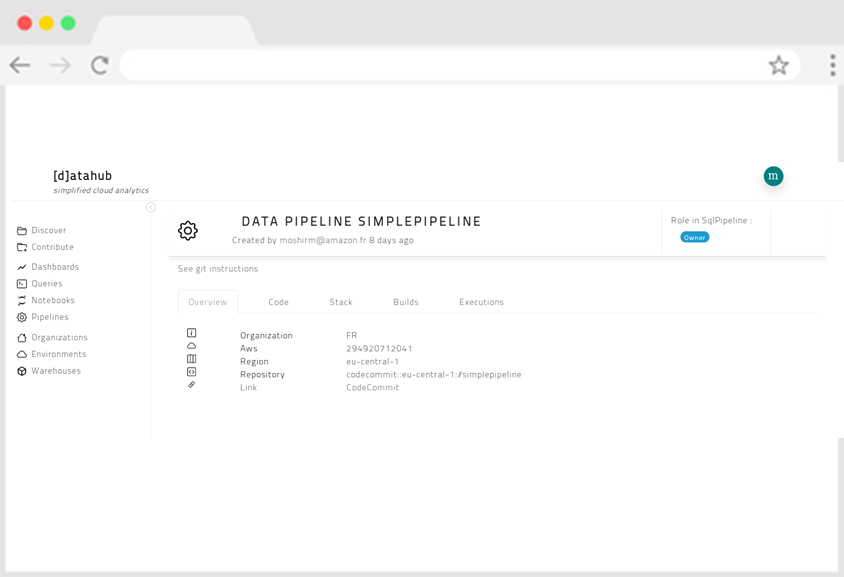 [d]atahub
simplified cloud analytics
m
Discover
Contribute
Dashboards
Queries
Notebooks
Pipelines
Organizations
Environments
Warehouses
DATA PIPELINE SIMPLEPIPELINE
Created by moshirm@amazon.fr 8 days ago
Role in SqlPipeline :
Owner
See git instructions
Overview Code Stack Builds Executions
Organization FR
Aws 294920712041
Region eu-central-1
Repository codecommit::eu-central-1://simplepipeline
Link CodeCommit